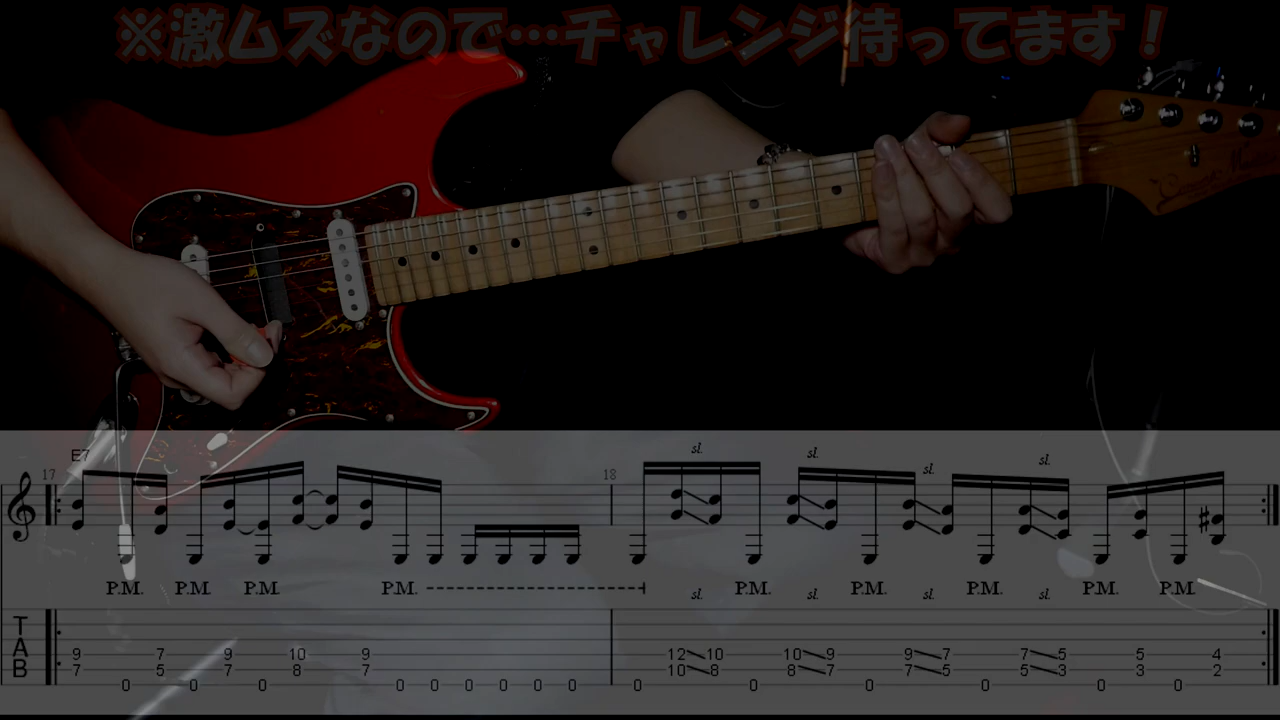 ※激ムズなので…チャレンジ待ってます！
E7
17 18
sl. sl. sl. sl.
P.M. P.M. P.M. P.M. P.M. P.M. P.M. P.M. P.M.
sl. sl. sl. sl.
T
A
B
9 7 9 10 9 12 10 10 9 9 7 7 5 5 4
7 5 7 8 7 10 8 8 7 7 5 5 3 3 2
0 0 0 0 0 0 0 0 0 0 0 0 0 0